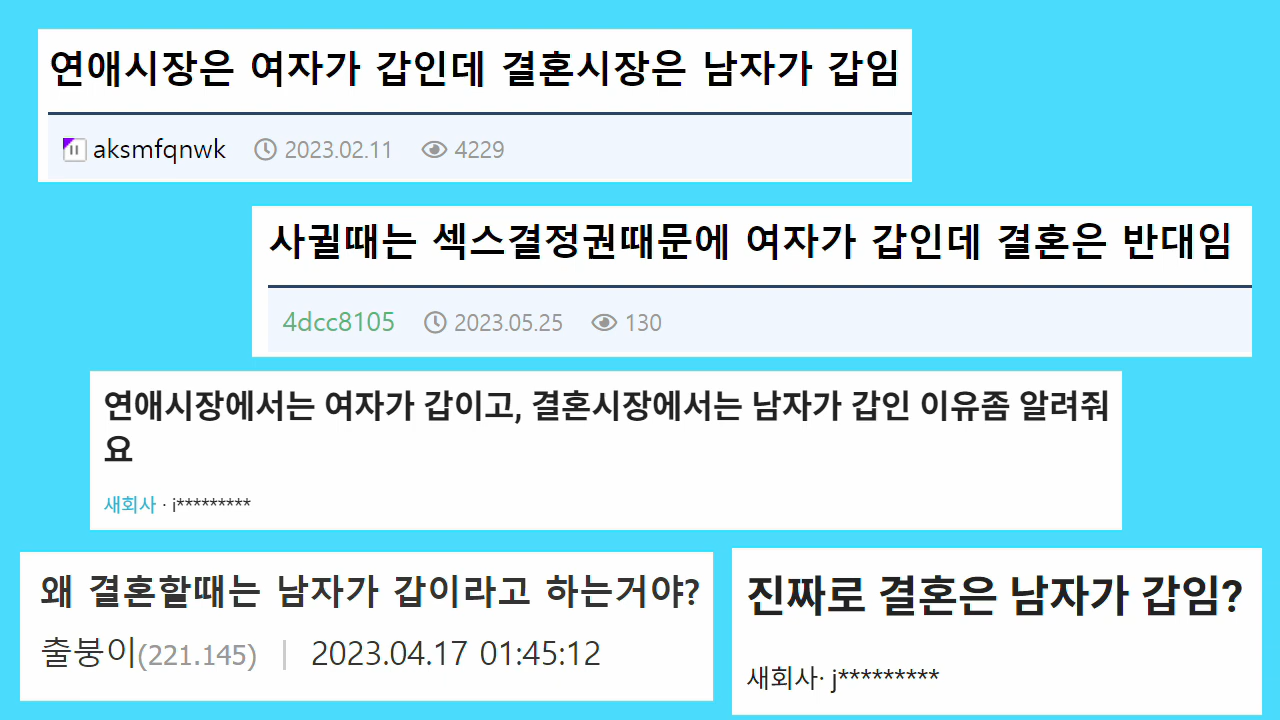 연애시장은 여자가 갑인데 결혼시장은 남자가 갑임
aksmfqnwk 2023.02.11 4229
사귈때는 섹스결정권때문에 여자가 갑인데 결혼은 반대임
4dcc8105 2023.05.25 130
연애시장에서는 여자가 갑이고, 결혼시장에서는 남자가 갑인 이유좀 알려줘
요
새회사 · i*********
왜 결혼할때는 남자가 갑이라고 하는거야?
출붕이(221.145) | 2023.04.17 01:45:12
진짜로 결혼은 남자가 갑임?
새회사· j*********